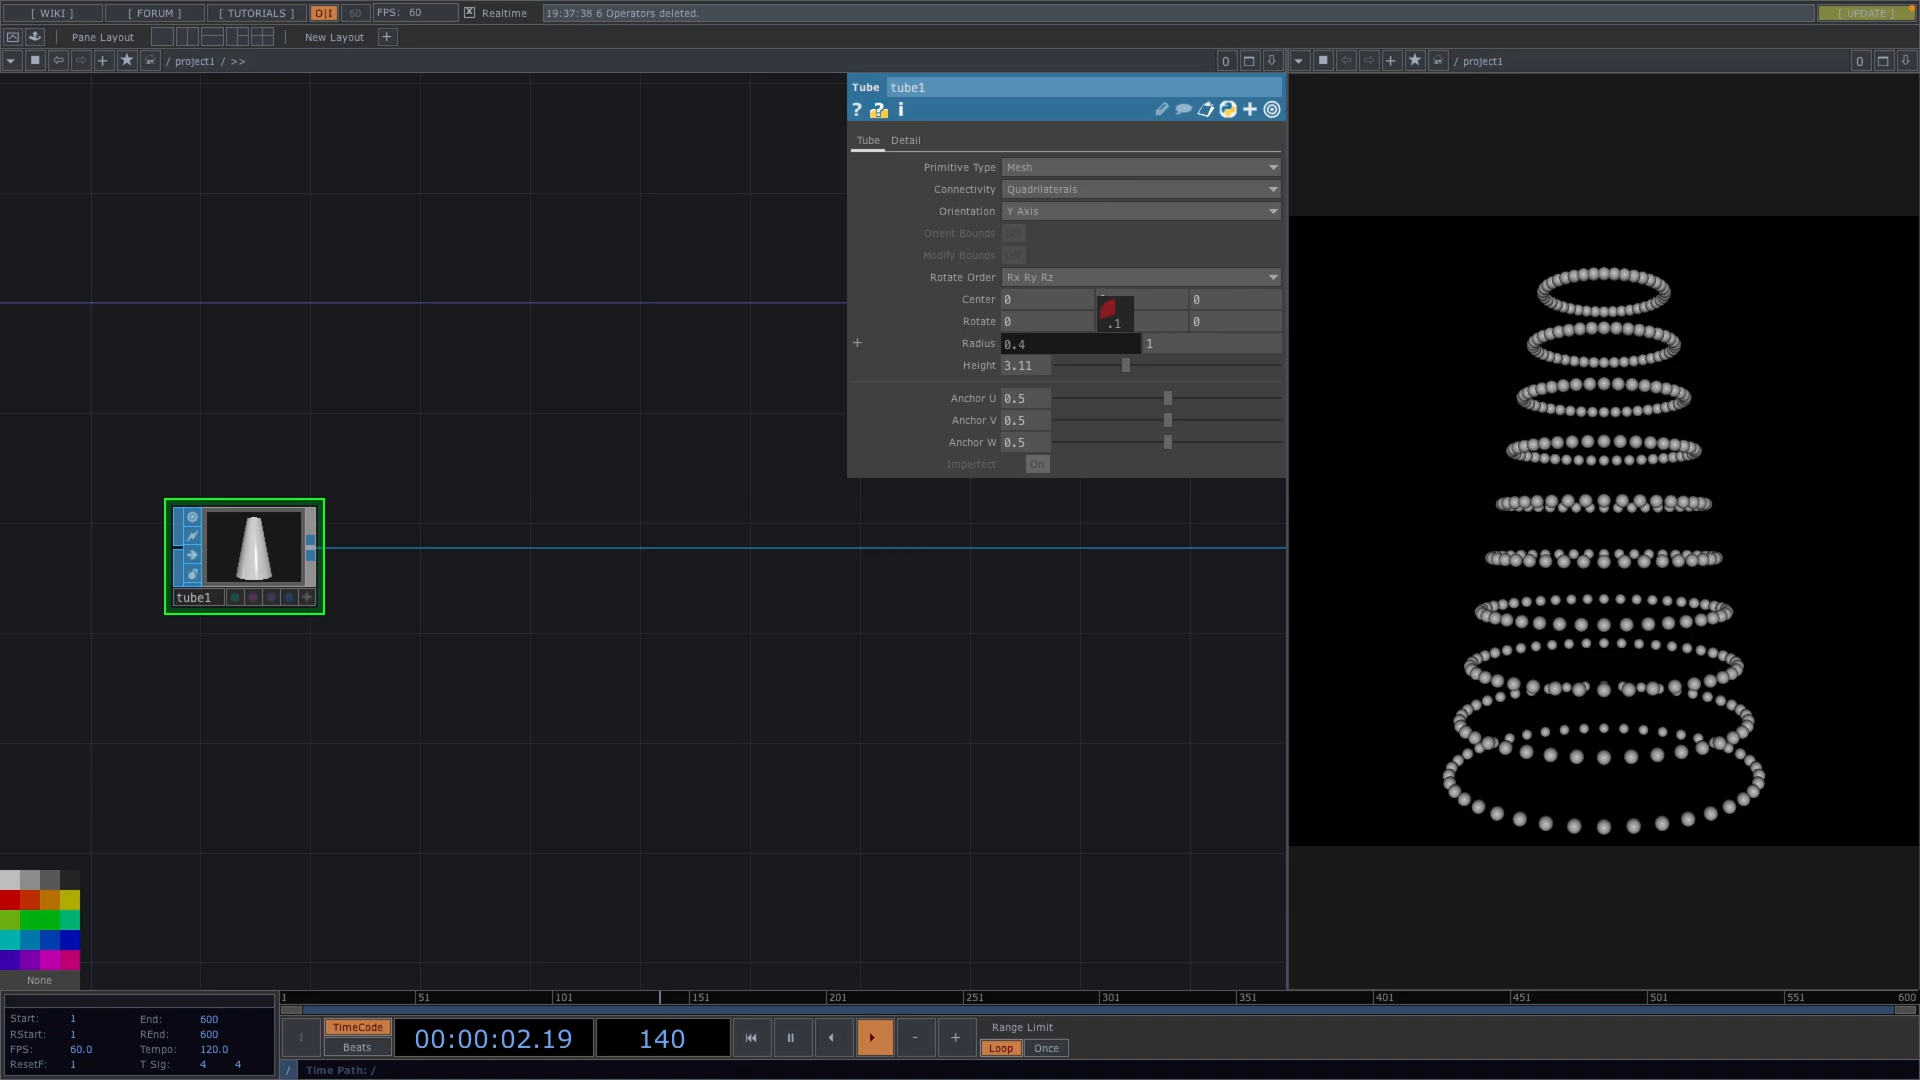 [ WIKI ] [ FORUM ] [ TUTORIALS ] O|I 60 FPS: 60 Realtime 19:37:38 6 Operators deleted. [ UPDATE ]
Pane Layout New Layout +
/ project1 / >> 0 / project1 0
Tube tube1
? ? i
Tube Detail
Primitive Type Mesh
Connectivity Quadrilaterals
Orientation Y Axis
Orient Bounds Off
Modify Bounds Off
Rotate Order Rx Ry Rz
Center 0 0
Rotate 0 .1 0
+ Radius 0.4 1
Height 3.11
Anchor U 0.5
Anchor V 0.5
Anchor W 0.5
Imperfect On
tube1
None
1 51 101 151 201 251 301 351 401 451 501 551 600
Start: 1 End: 600
RStart: 1 REnd: 600
FPS: 60.0 Tempo: 120.0
ResetF: 1 T Sig: 4 4
TimeCode
Beats
00:00:02.19 140 - +
Range Limit
Loop Once
/ Time Path: /